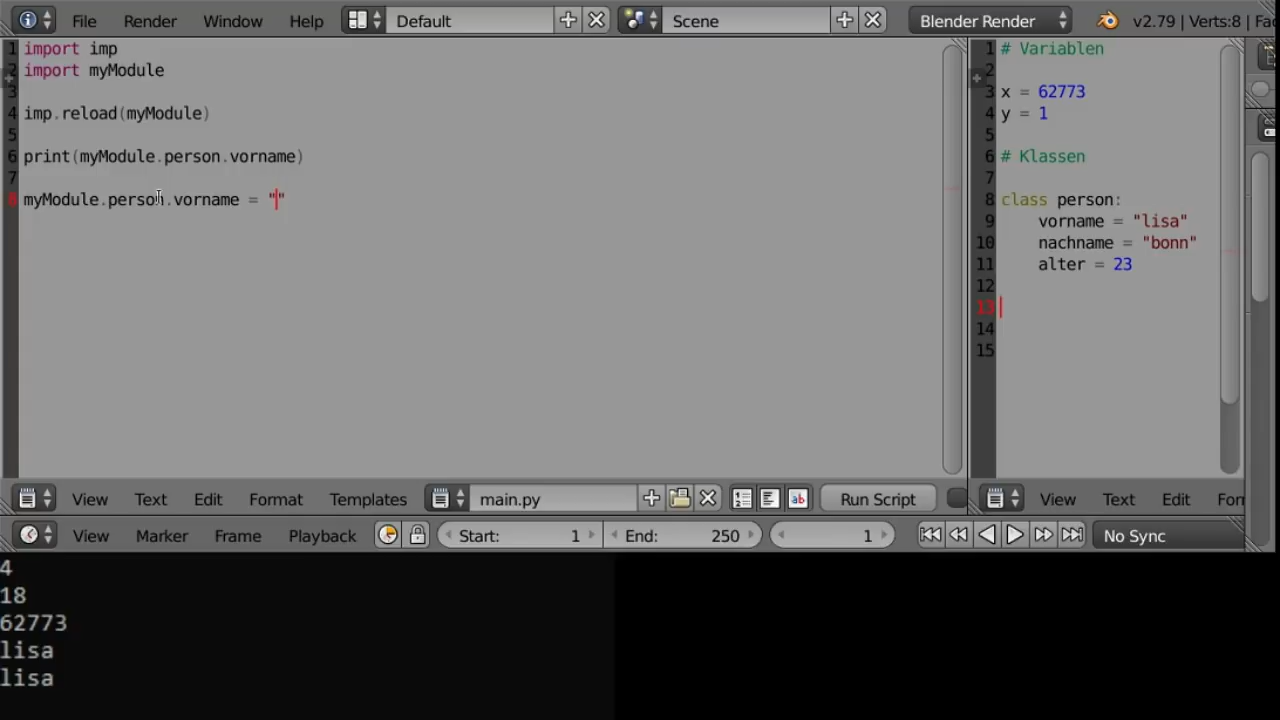 File Render Window Help Default Scene Blender Render v2.79 | Verts:8 |
1 import imp
2 import myModule
3
4 imp.reload(myModule)
5
6 print(myModule.person.vorname)
7
8 myModule.person.vorname = ""
1 # Variablen
2
3 x = 62773
4 y = 1
5
6 # Klassen
7
8 class person:
9 vorname = "lisa"
10 nachname = "bonn"
11 alter = 23
12
13
14
15
View Text Edit Format Templates main.py Run Script
View Text Edit
View Marker Frame Playback Start: 1 End: 250 1 No Sync
4
18
62773
lisa
lisa